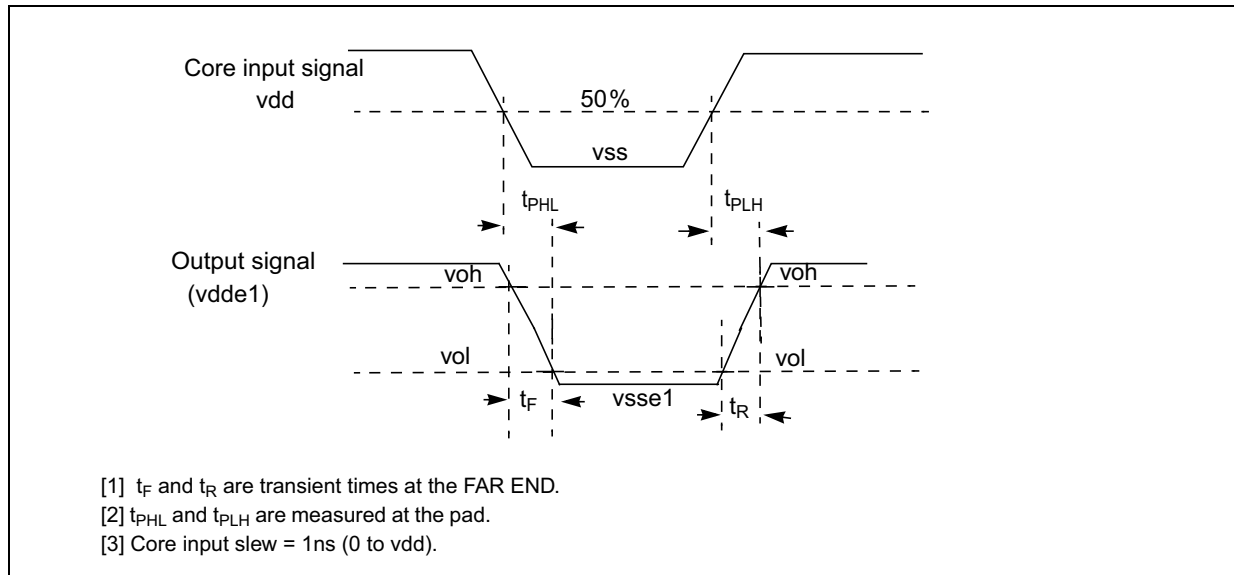 Core input signal
vdd
50%
vss
tPHL
tPLH
Output signal
(vdde1)
voh
voh
vol
vol
tF
vsse1
tR
[1] tF and tR are transient times at the FAR END.
[2] tPHL and tPLH are measured at the pad.
[3] Core input slew = 1ns (0 to vdd).